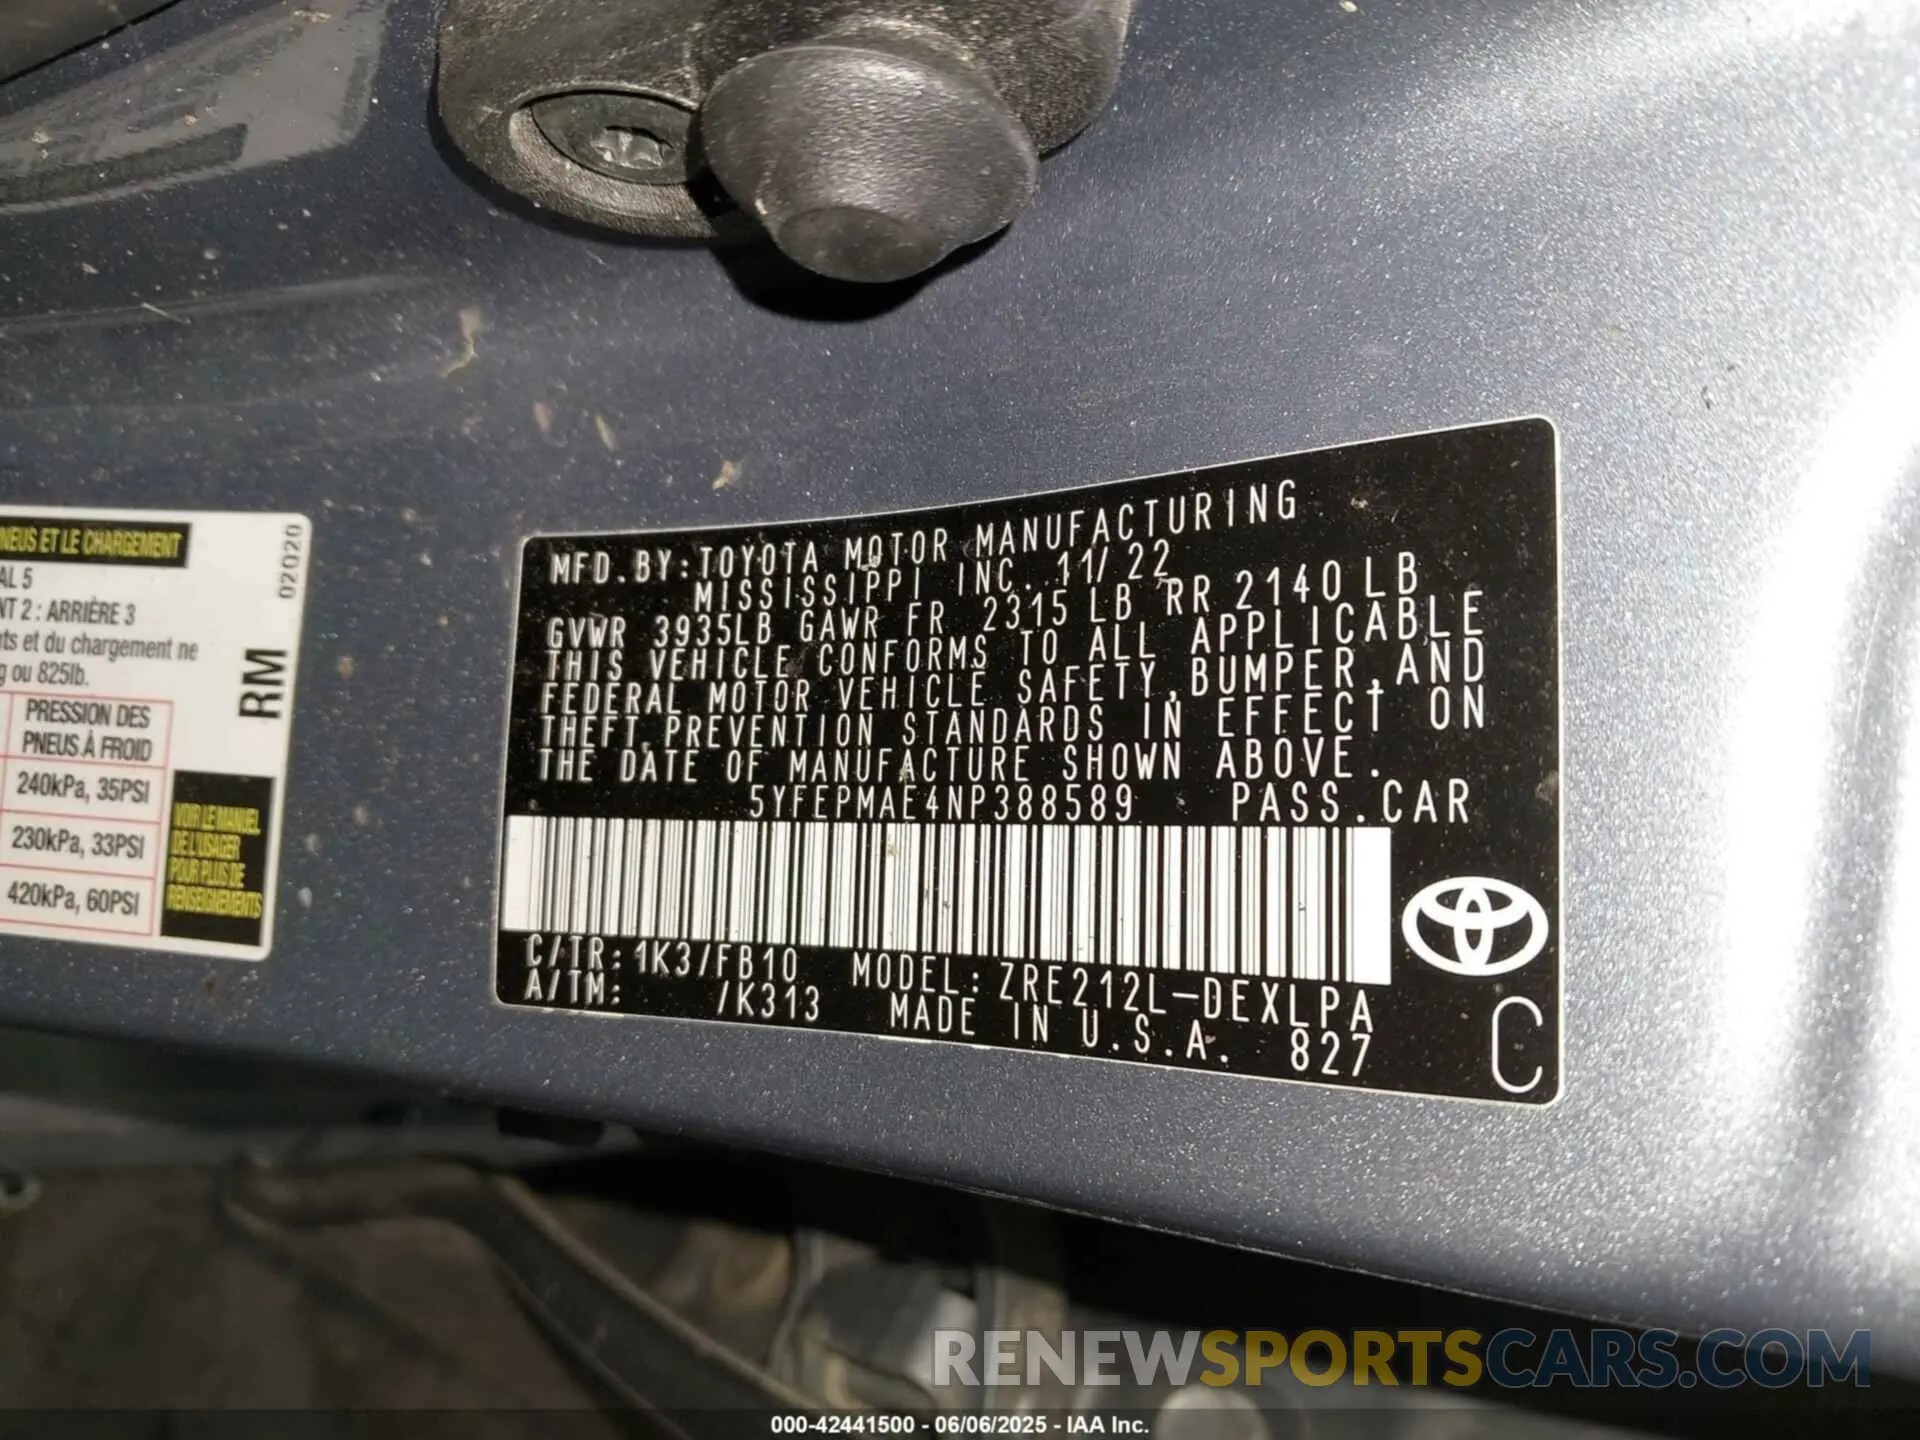 NEUS ET LE CHARGEMENT
02020
AL 5
NT 2 : ARRIÈRE 3
ts et du chargement ne
g ou 825lb.
RM
PRESSION DES
PNEUS À FROID
240kPa, 35PSI
230kPa, 33PSI
420kPa, 60PSI
VOIR LE MANUEL
DE L'USAGER
POUR PLUS DE
RENSEIGNEMENTS
MFD.BY:TOYOTA MOTOR MANUFACTURING
MISSISSIPPI INC. 11/22
GVWR 3935LB GAWR FR 2315 LB RR 2140 LB
THIS VEHICLE CONFORMS TO ALL APPLICABLE
FEDERAL MOTOR VEHICLE SAFETY,BUMPER,AND
THEFT PREVENTION STANDARDS IN EFFECT ON
THE DATE OF MANUFACTURE SHOWN ABOVE.
5YFEPMAE4NP388589 PASS.CAR
C/TR:1K3/FB10 MODEL:ZRE212L-DEXLPA
A/TM: /K313 MADE IN U.S.A. 827
C
RENEWSPORTSCARS.COM
000-42441500 - 06/06/2025 - IAA Inc.